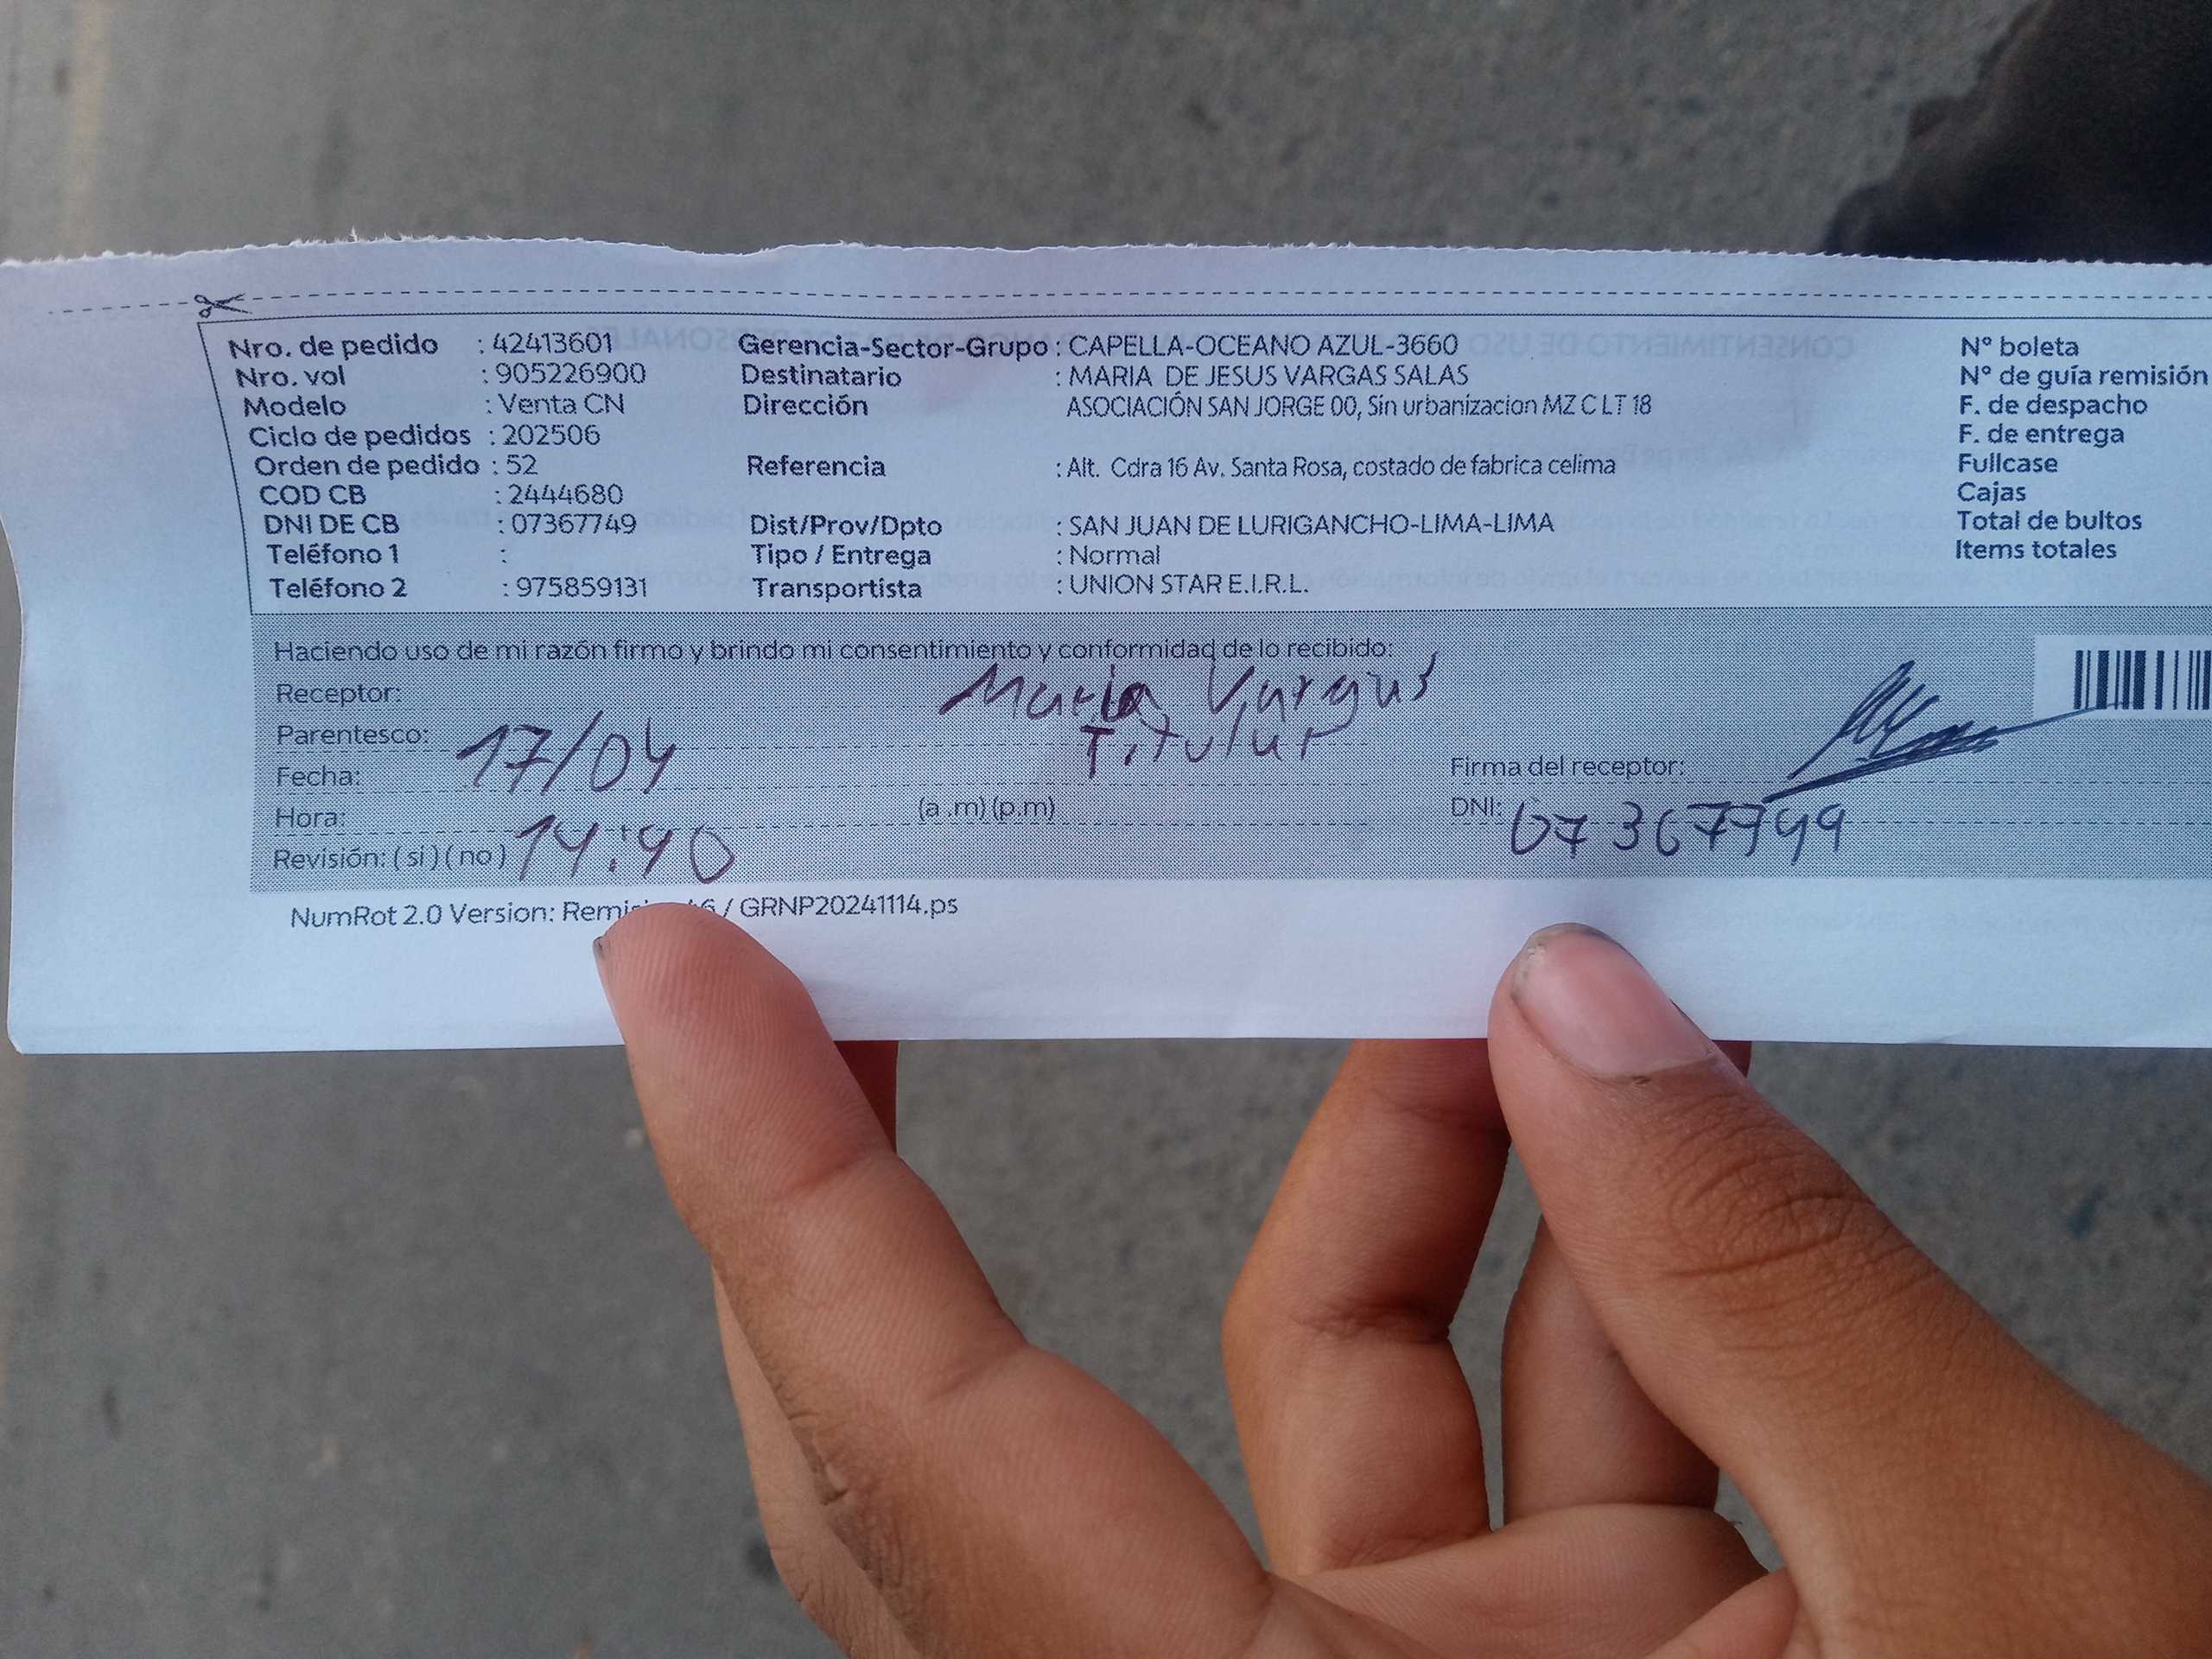 Nro. de pedido : 42413601 Gerencia-Sector-Grupo : CAPELLA-OCEANO AZUL-3660 N° boleta
Nro. vol : 905226900 Destinatario : MARIA DE JESUS VARGAS SALAS N° de guía remisión
Modelo : Venta CN Dirección ASOCIACIÓN SAN JORGE 00, Sin urbanizacion MZ C LT 18 F. de despacho
Ciclo de pedidos : 202506 F. de entrega
Orden de pedido : 52 Referencia : Alt. Cdra 16 Av. Santa Rosa, costado de fabrica celima Fullcase
COD CB : 2444680 Cajas
DNI DE CB : 07367749 Dist/Prov/Dpto : SAN JUAN DE LURIGANCHO-LIMA-LIMA Total de bultos
Teléfono 1 : Tipo / Entrega : Normal Items totales
Teléfono 2 : 975859131 Transportista : UNION STAR E.I.R.L.
Haciendo uso de mi razón firmo y brindo mi consentimiento y conformidad de lo recibido:
Receptor: Maria Vargas
Parentesco: Titular
Fecha: 17/04 Firma del receptor:
Hora: 14:40 (a.m)(p.m) DNI:
Revisión: (si)(no)
NumRot 2.0 Version: / GRNP20241114.ps